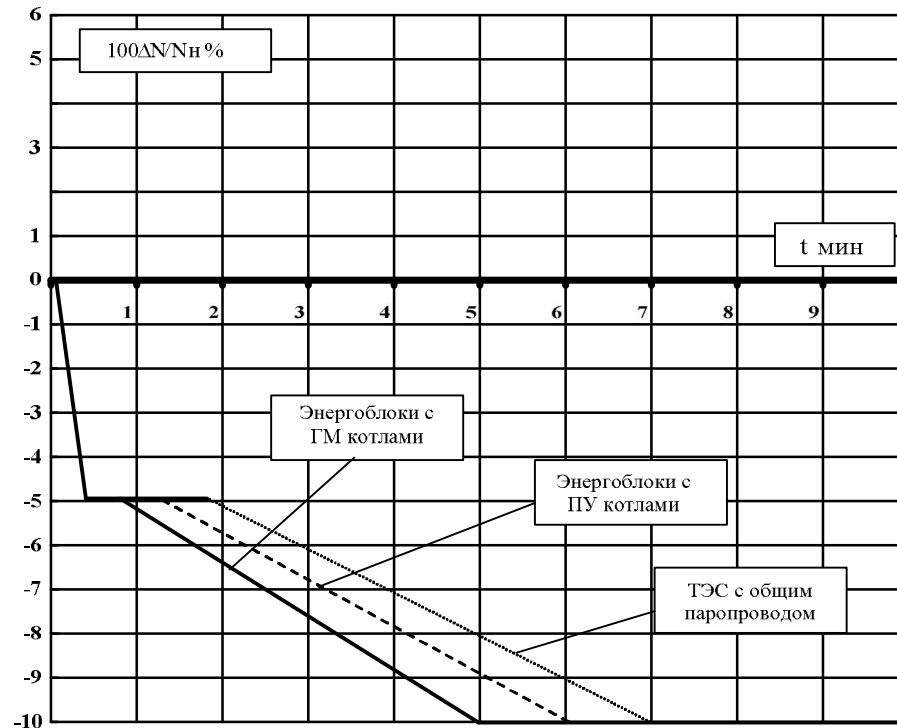 6
100ΔN/Nн %
5
3
1
t мин
0
1 2 3 4 5 6 7 8 9
-1
-2
-3
Энергоблоки с
ГМ котлами
-4
Энергоблоки с
ПУ котлами
-5
-6
-7
ТЭС с общим
паропроводом
-8
-9
-10